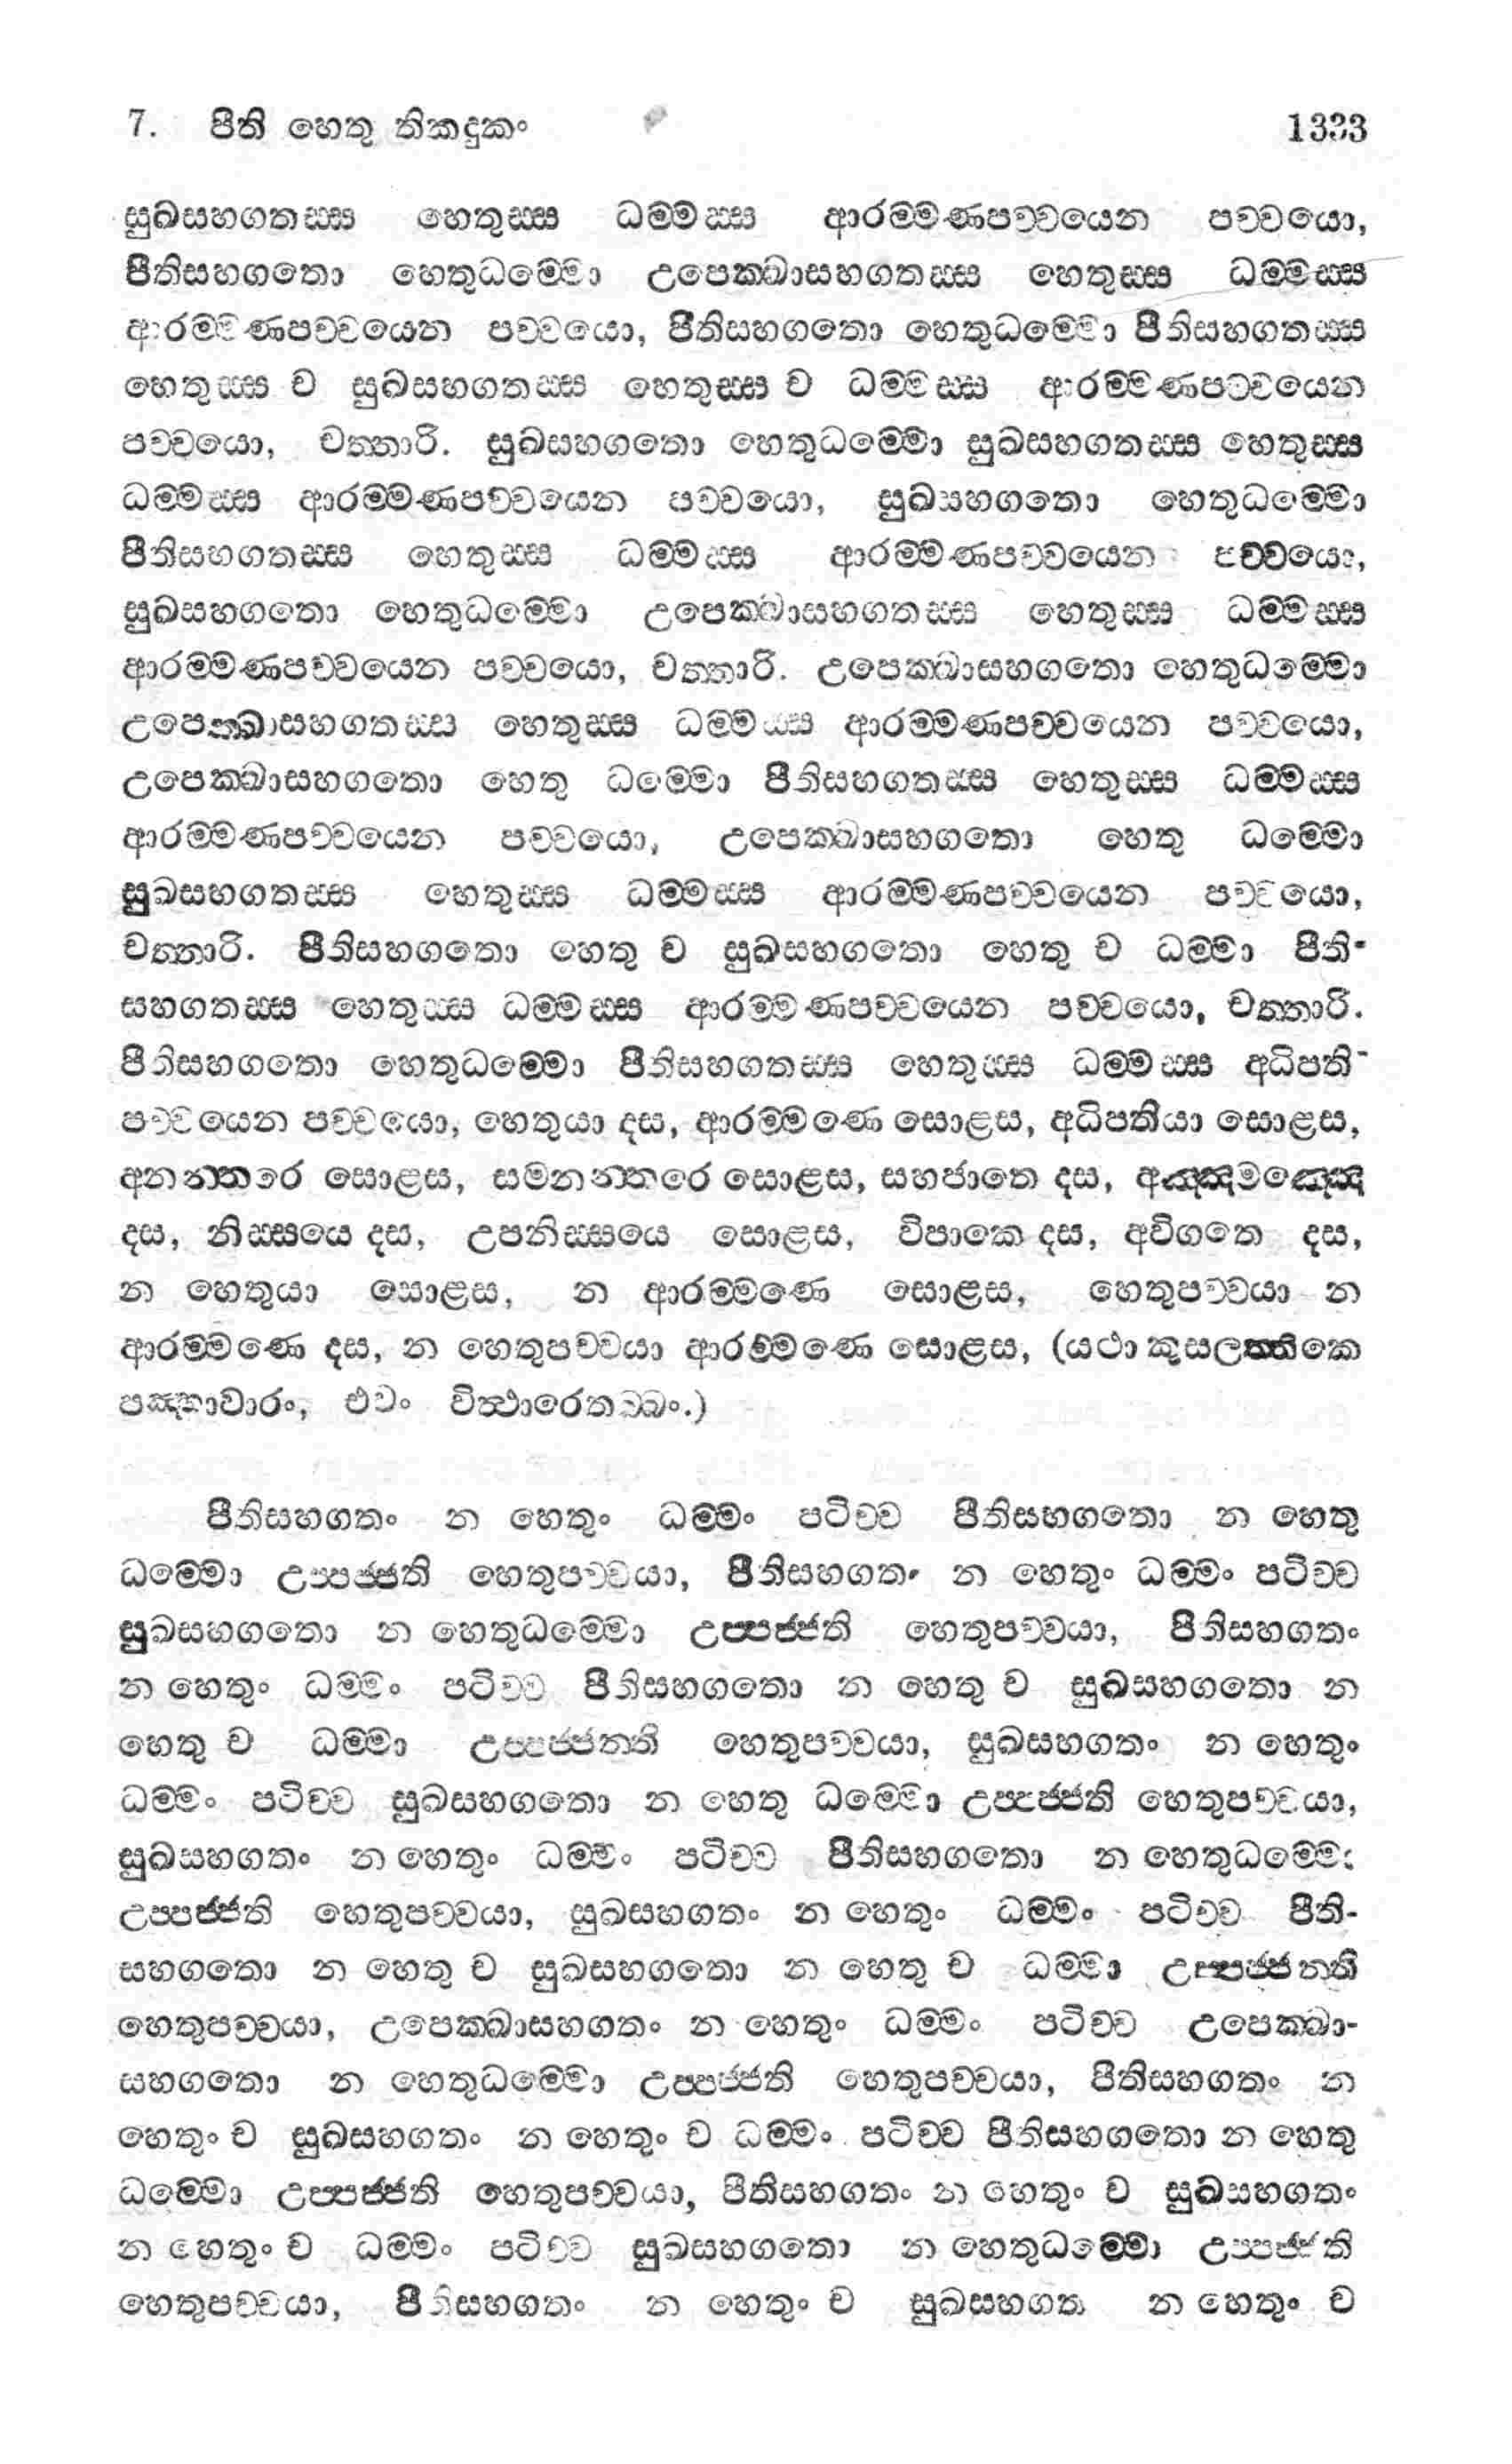 7. පීති හෙතු තිකදුකං 1333
සුඛසහගතස්ස හෙතුස්ස ධම්මස්ස ආරම්මණපච්චයෙන පච්චයො,
පීතිසහගතො හෙතුධම්මො උපෙක්ඛාසහගතස්ස හෙතුස්ස ධම්මස්ස
ආරම්මණපච්චයෙන පච්චයො, පීතිසහගතො හෙතුධම්මො පීතිසහගතස්ස
හෙතුස්ස ච සුඛසහගතස්ස හෙතුස්ස ච ධම්මස්ස ආරම්මණපච්චයෙන
පච්චයො, චත්තාරි. සුඛසහගතො හෙතුධම්මො සුඛසහගතස්ස හෙතුස්ස
ධම්මස්ස ආරම්මණපච්චයෙන පච්චයො, සුඛසහගතො හෙතුධම්මො
පීතිසහගතස්ස හෙතුස්ස ධම්මස්ස ආරම්මණපච්චයෙන පච්චයො,
සුඛසහගතො හෙතුධම්මො උපෙක්ඛාසහගතස්ස හෙතුස්ස ධම්මස්ස
ආරම්මණපච්චයෙන පච්චයො, චත්තාරි. උපෙක්ඛාසහගතො හෙතුධම්මො
උපෙක්ඛාසහගතස්ස හෙතුස්ස ධම්මස්ස ආරම්මණපච්චයෙන පච්චයො,
උපෙක්ඛාසහගතො හෙතු ධම්මො පීතිසහගතස්ස හෙතුස්ස ධම්මස්ස
ආරම්මණපච්චයෙන පච්චයො, උපෙක්ඛාසහගතො හෙතු ධම්මො
සුඛසහගතස්ස හෙතුස්ස ධම්මස්ස ආරම්මණපච්චයෙන පච්චයො,
චත්තාරි. පීතිසහගතො හෙතු ච සුඛසහගතො හෙතු ච ධම්මා පීති-
සහගතස්ස හෙතුස්ස ධම්මස්ස ආරම්මණපච්චයෙන පච්චයො, චත්තාරි.
පීතිසහගතො හෙතුධම්මො පීතිසහගතස්ස හෙතුස්ස ධම්මස්ස අධිපති-
පච්චයෙන පච්චයො, හෙතුයා දස, ආරම්මණෙ සොළස, අධිපතියා සොළස,
අනන්තරෙ සොළස, සමනන්තරෙ සොළස, සහජාතෙ දස, අඤ්ඤමඤ්ඤෙ
දස, නිස්සයෙ දස, උපනිස්සයෙ සොළස, විපාකෙ දස, අවිගතෙ දස,
න හෙතුයා සොළස, න ආරම්මණෙ සොළස, හෙතුපච්චයා න
ආරම්මණෙ දස, න හෙතුපච්චයා ආරම්මණෙ සොළස, (යථා කුසලත්තිකෙ
පඤ්හාවාරං, එවං විත්ථාරෙතබ්බං.)
පීතිසහගතං න හෙතුං ධම්මං පටිච්ච පීතිසහගතො න හෙතු
ධම්මො උප්පජ්ජති හෙතුපච්චයා, පීතිසහගතං න හෙතුං ධම්මං පටිච්ච
සුඛසහගතො න හෙතුධම්මො උප්පජ්ජති හෙතුපච්චයා, පීතිසහගතං
න හෙතුං ධම්මං පටිච්ච පීතිසහගතො න හෙතු ච සුඛසහගතො න
හෙතු ච ධම්මා උප්පජ්ජන්ති හෙතුපච්චයා, සුඛසහගතං න හෙතුං
ධම්මං පටිච්ච සුඛසහගතො න හෙතු ධම්මො උප්පජ්ජති හෙතුපච්චයා,
සුඛසහගතං න හෙතුං ධම්මං පටිච්ච පීතිසහගතො න හෙතුධම්මො
උප්පජ්ජති හෙතුපච්චයා, සුඛසහගතං න හෙතුං ධම්මං පටිච්ච පීති-
සහගතො න හෙතු ච සුඛසහගතො න හෙතු ච ධම්මා උප්පජ්ජන්ති
හෙතුපච්චයා, උපෙක්ඛාසහගතං න හෙතුං ධම්මං පටිච්ච උපෙක්ඛා-
සහගතො න හෙතුධම්මො උප්පජ්ජති හෙතුපච්චයා, පීතිසහගතං න
හෙතුං ච සුඛසහගතං න හෙතුං ච ධම්මං පටිච්ච පීතිසහගතො න හෙතු
ධම්මො උප්පජ්ජති හෙතුපච්චයා, පීතිසහගතං න හෙතුං ච සුඛසහගතං
න හෙතුං ච ධම්මං පටිච්ච සුඛසහගතො න හෙතුධම්මො උප්පජ්ජති
හෙතුපච්චයා, පීතිසහගතං න හෙතුං ච සුඛසහගත න හෙතුං ච